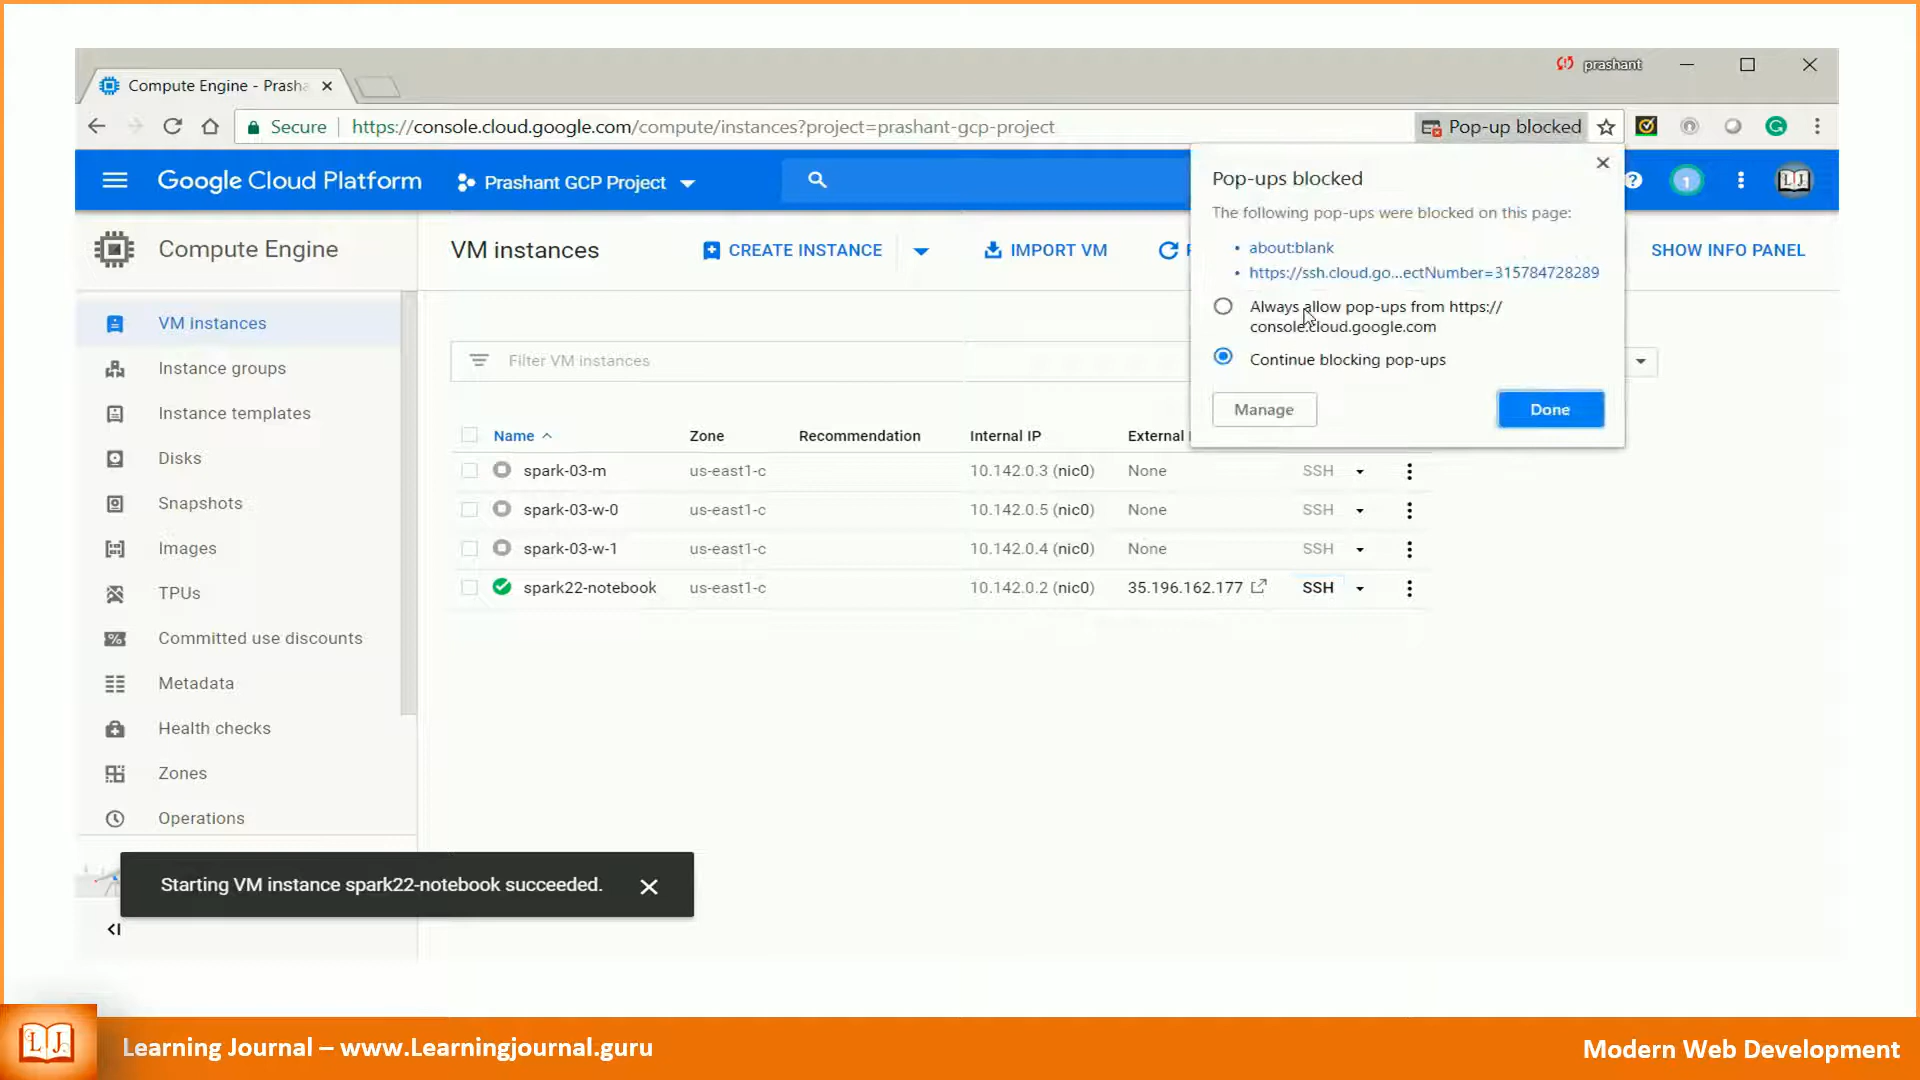 Compute Engine - Prasha
prashant
Secure
https://console.cloud.google.com/compute/instances?project=prashant-gcp-project
Pop-up blocked
Google Cloud Platform
Prashant GCP Project
1
Pop-ups blocked
The following pop-ups were blocked on this page:
• about:blank
• https://ssh.cloud.go...ectNumber=315784728289
Always allow pop-ups from https://
console.cloud.google.com
Continue blocking pop-ups
Manage
Done
Compute Engine
VM instances
CREATE INSTANCE
IMPORT VM
SHOW INFO PANEL
VM instances
Instance groups
Instance templates
Disks
Snapshots
Images
TPUs
Committed use discounts
Metadata
Health checks
Zones
Operations
Filter VM instances
Name Zone Recommendation Internal IP External
spark-03-m us-east1-c 10.142.0.3 (nic0) None SSH
spark-03-w-0 us-east1-c 10.142.0.5 (nic0) None SSH
spark-03-w-1 us-east1-c 10.142.0.4 (nic0) None SSH
spark22-notebook us-east1-c 10.142.0.2 (nic0) 35.196.162.177 SSH
Starting VM instance spark22-notebook succeeded.
LJ
Learning Journal – www.Learningjournal.guru
Modern Web Development